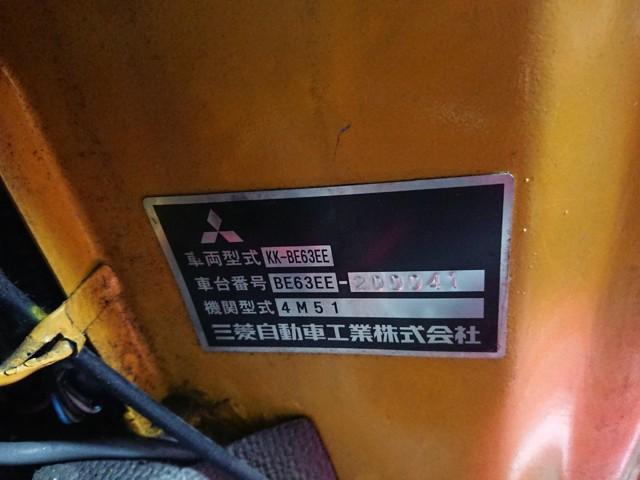 車両型式 KK-BE63EE
車台番号 BE63EE-200041
機関型式 4M51
三菱自動車工業株式会社